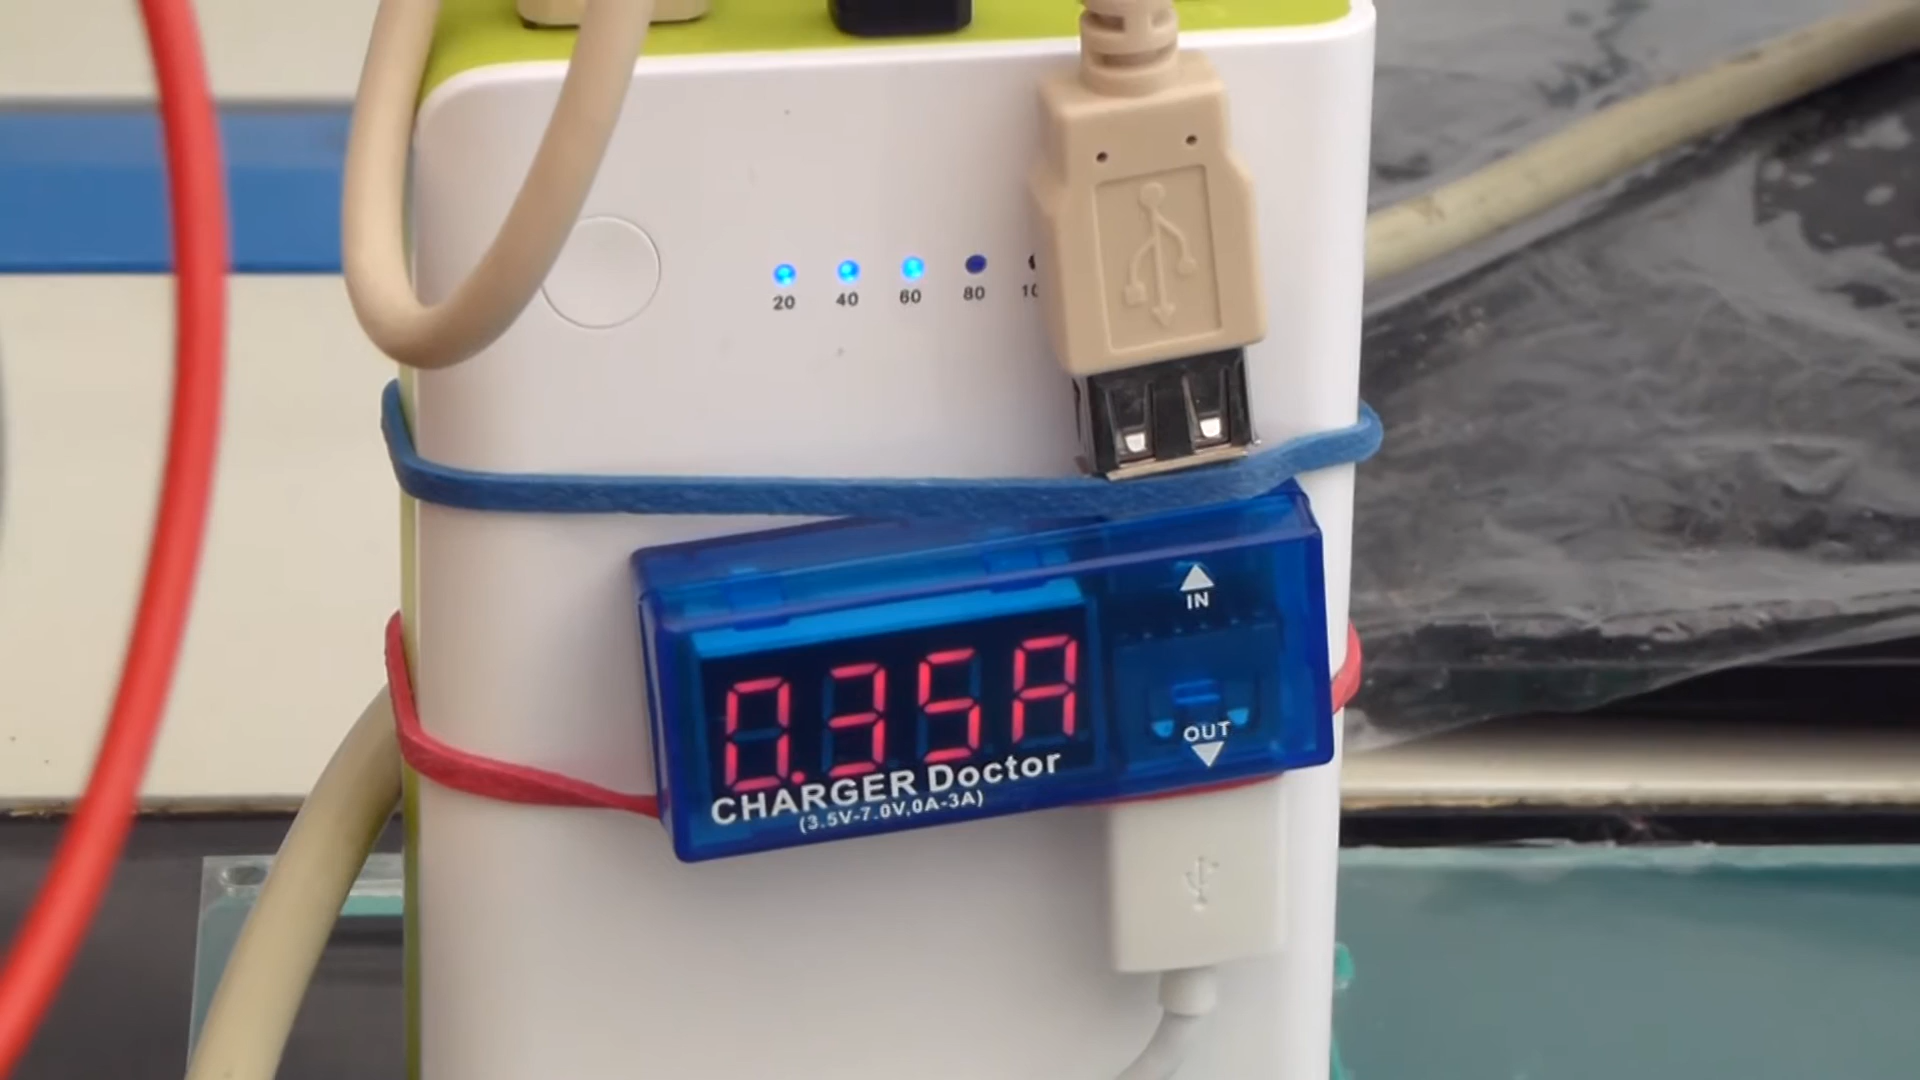 20 40 60 80
IN
0.35A
OUT
CHARGER Doctor
(3.5V-7.0V,0A-3A)